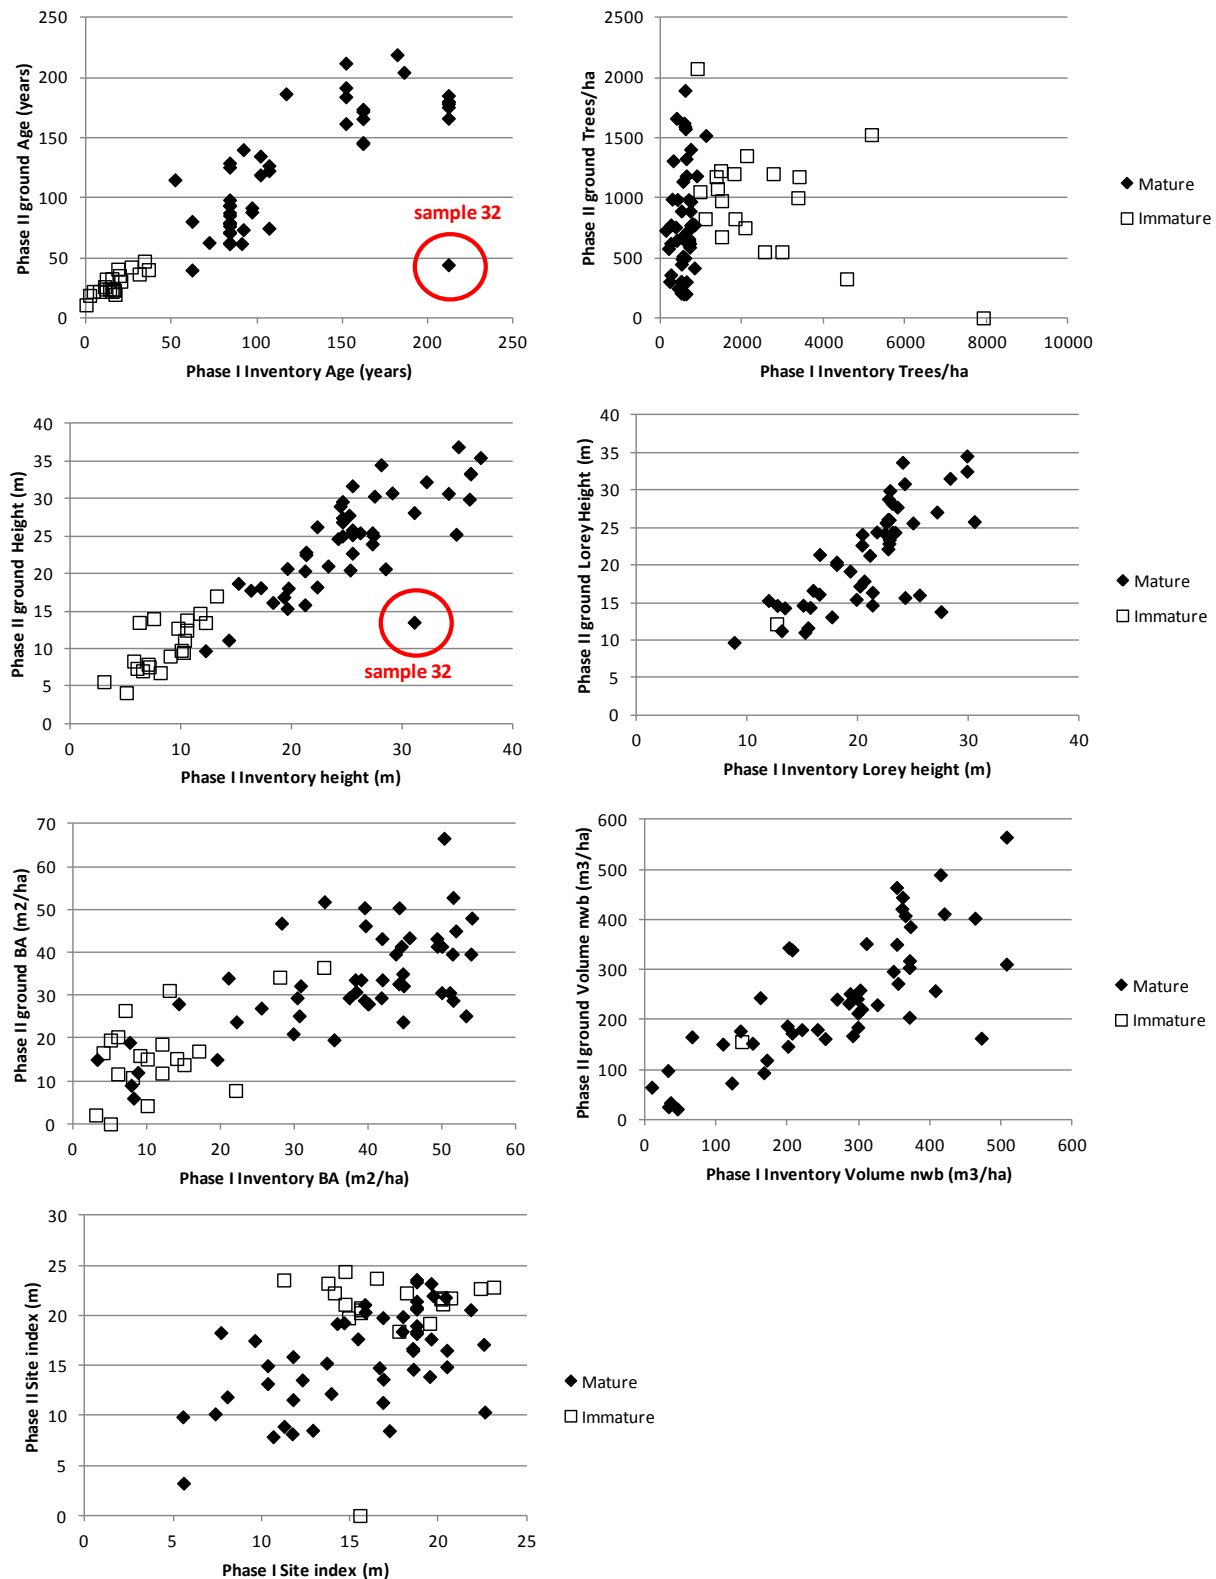 Phase II ground Age (years)
250
200
150
100
50
0
sample 32
0 50 100 150 200 250
Phase I Inventory Age (years)
Phase II ground Trees/ha
2500
2000
1500
1000
500
0
0 2000 4000 6000 8000 10000
Phase I Inventory Trees/ha
Mature
Immature
Phase II ground Height (m)
40
35
30
25
20
15
10
5
0
sample 32
0 10 20 30 40
Phase I Inventory height (m)
Phase II ground Lorey Height (m)
40
35
30
25
20
15
10
5
0
0 10 20 30 40
Phase I Inventory Lorey height (m)
Mature
Immature
Phase II ground BA (m2/ha)
70
60
50
40
30
20
10
0
0 10 20 30 40 50 60
Phase I Inventory BA (m2/ha)
Phase II ground Volume nwb (m3/ha)
600
500
400
300
200
100
0
0 100 200 300 400 500 600
Phase I Inventory Volume nwb (m3/ha)
Mature
Immature
Phase II Site index (m)
30
25
20
15
10
5
0
5 10 15 20 25
Phase I Site index (m)
Mature
Immature